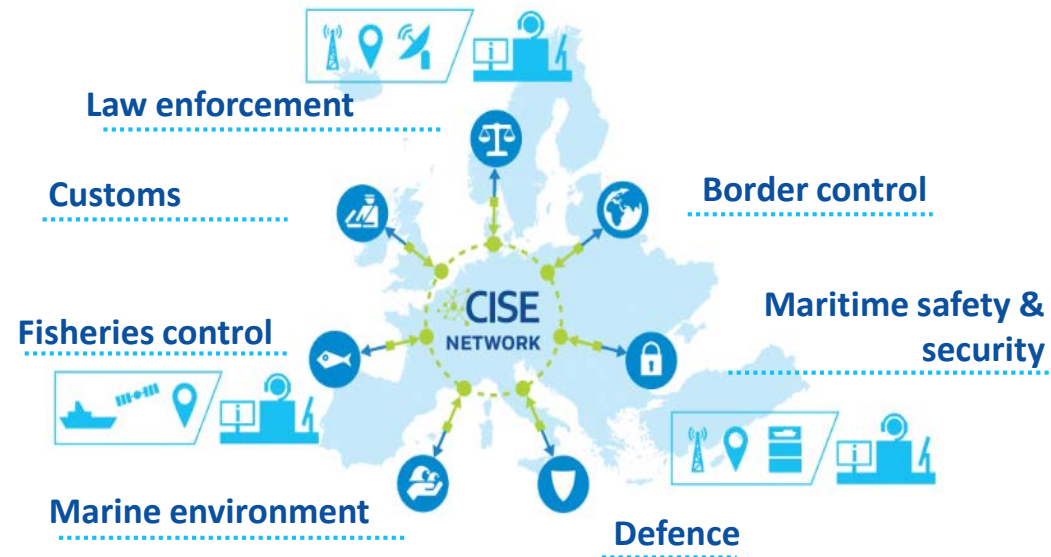 Law enforcement
Customs
Border control
CISE
NETWORK
Maritime safety &
security
Fisheries control
Marine environment
Defence